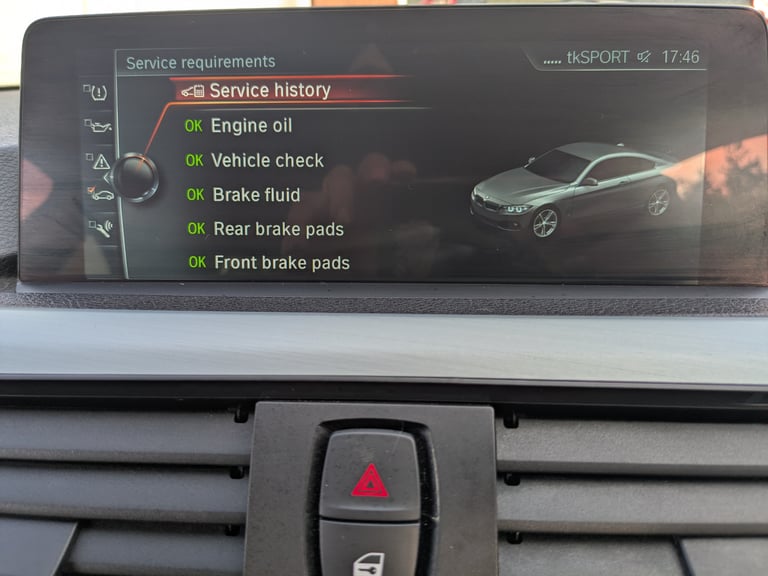 Service requirements
..... tkSPORT 17:46
Service history
OK Engine oil
OK Vehicle check
OK Brake fluid
OK Rear brake pads
OK Front brake pads